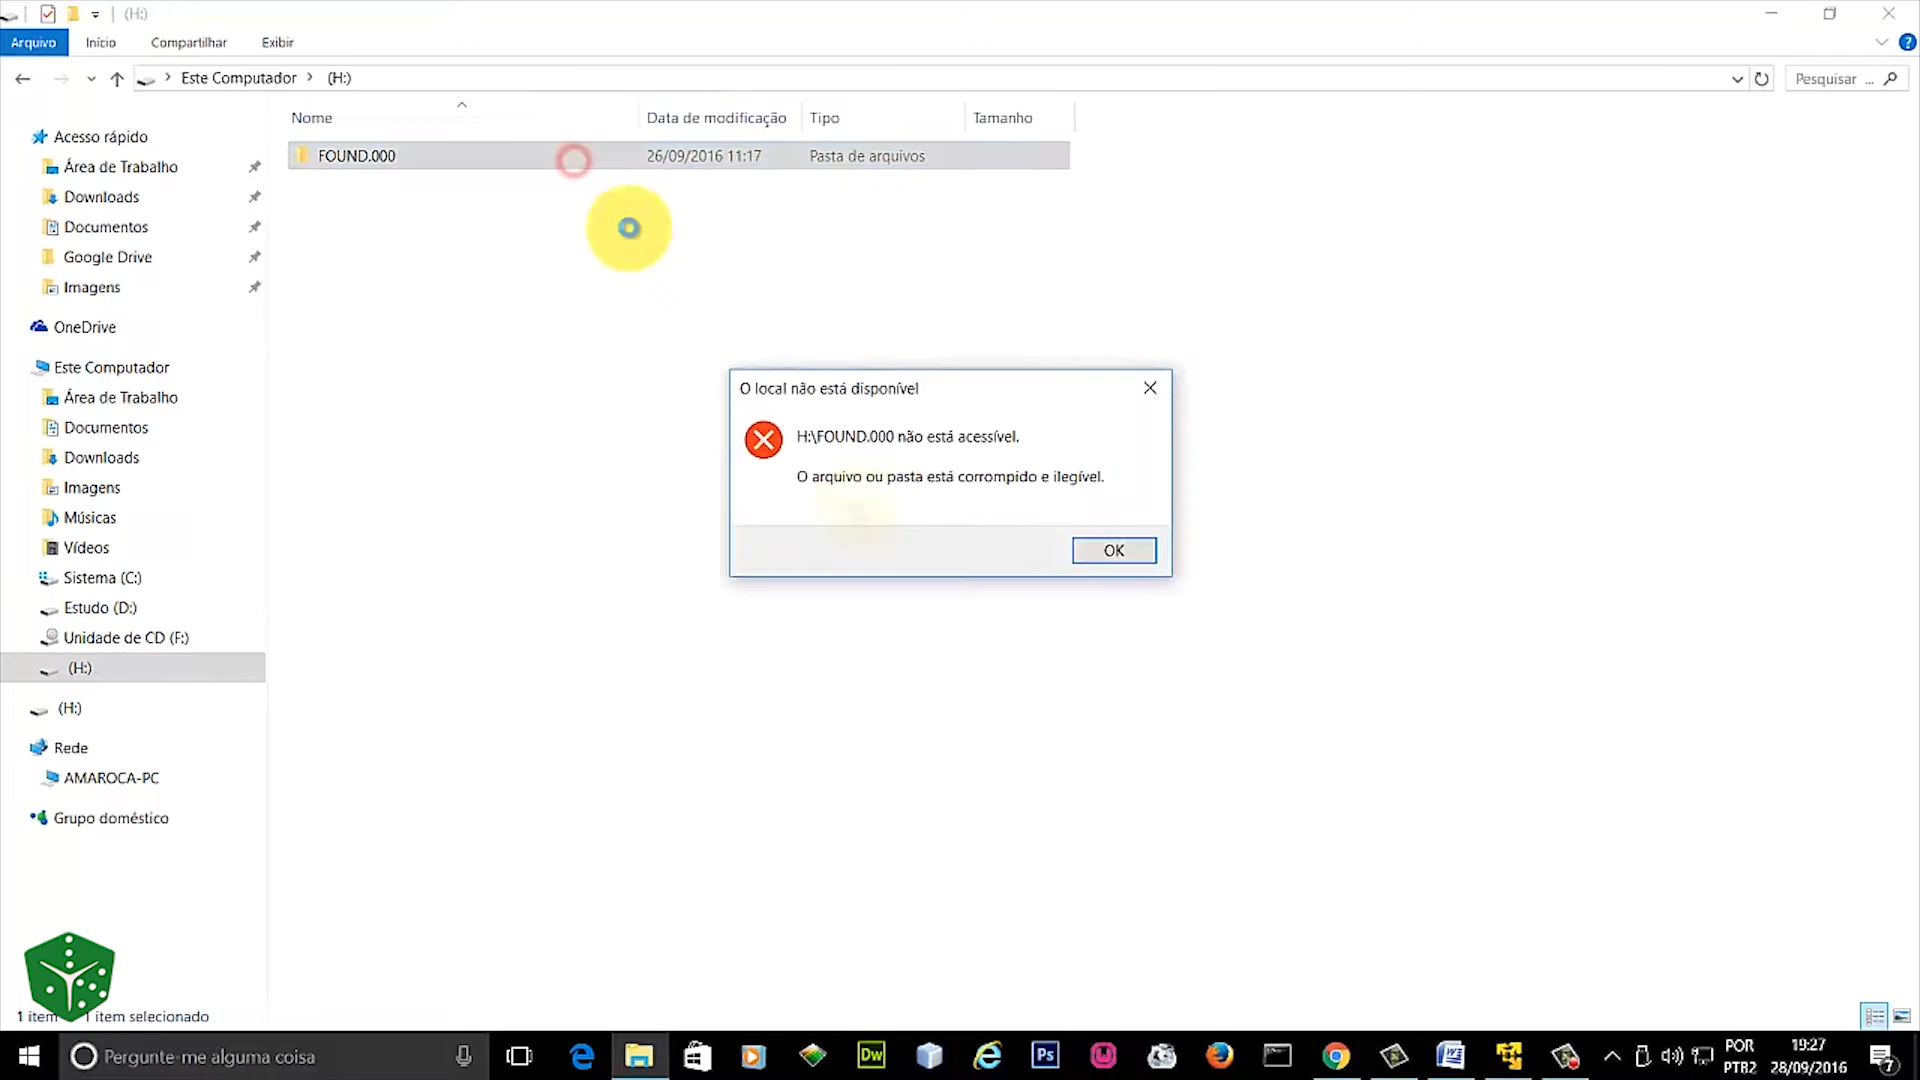 (H:)
Arquivo Início Compartilhar Exibir
Este Computador (H:)
Pesquisar ...
Nome Data de modificação Tipo Tamanho
FOUND.000 26/09/2016 11:17 Pasta de arquivos
Acesso rápido
Área de Trabalho
Downloads
Documentos
Google Drive
Imagens
OneDrive
Este Computador
Área de Trabalho
Documentos
Downloads
Imagens
Músicas
Vídeos
Sistema (C:)
Estudo (D:)
Unidade de CD (F:)
(H:)
(H:)
Rede
AMAROCA-PC
Grupo doméstico
O local não está disponível
H:\FOUND.000 não está acessível.
O arquivo ou pasta está corrompido e ilegível.
OK
1 item 1 item selecionado
Pergunte-me alguma coisa
Dw
Ps
POR
PTB2
19:27
28/09/2016
7